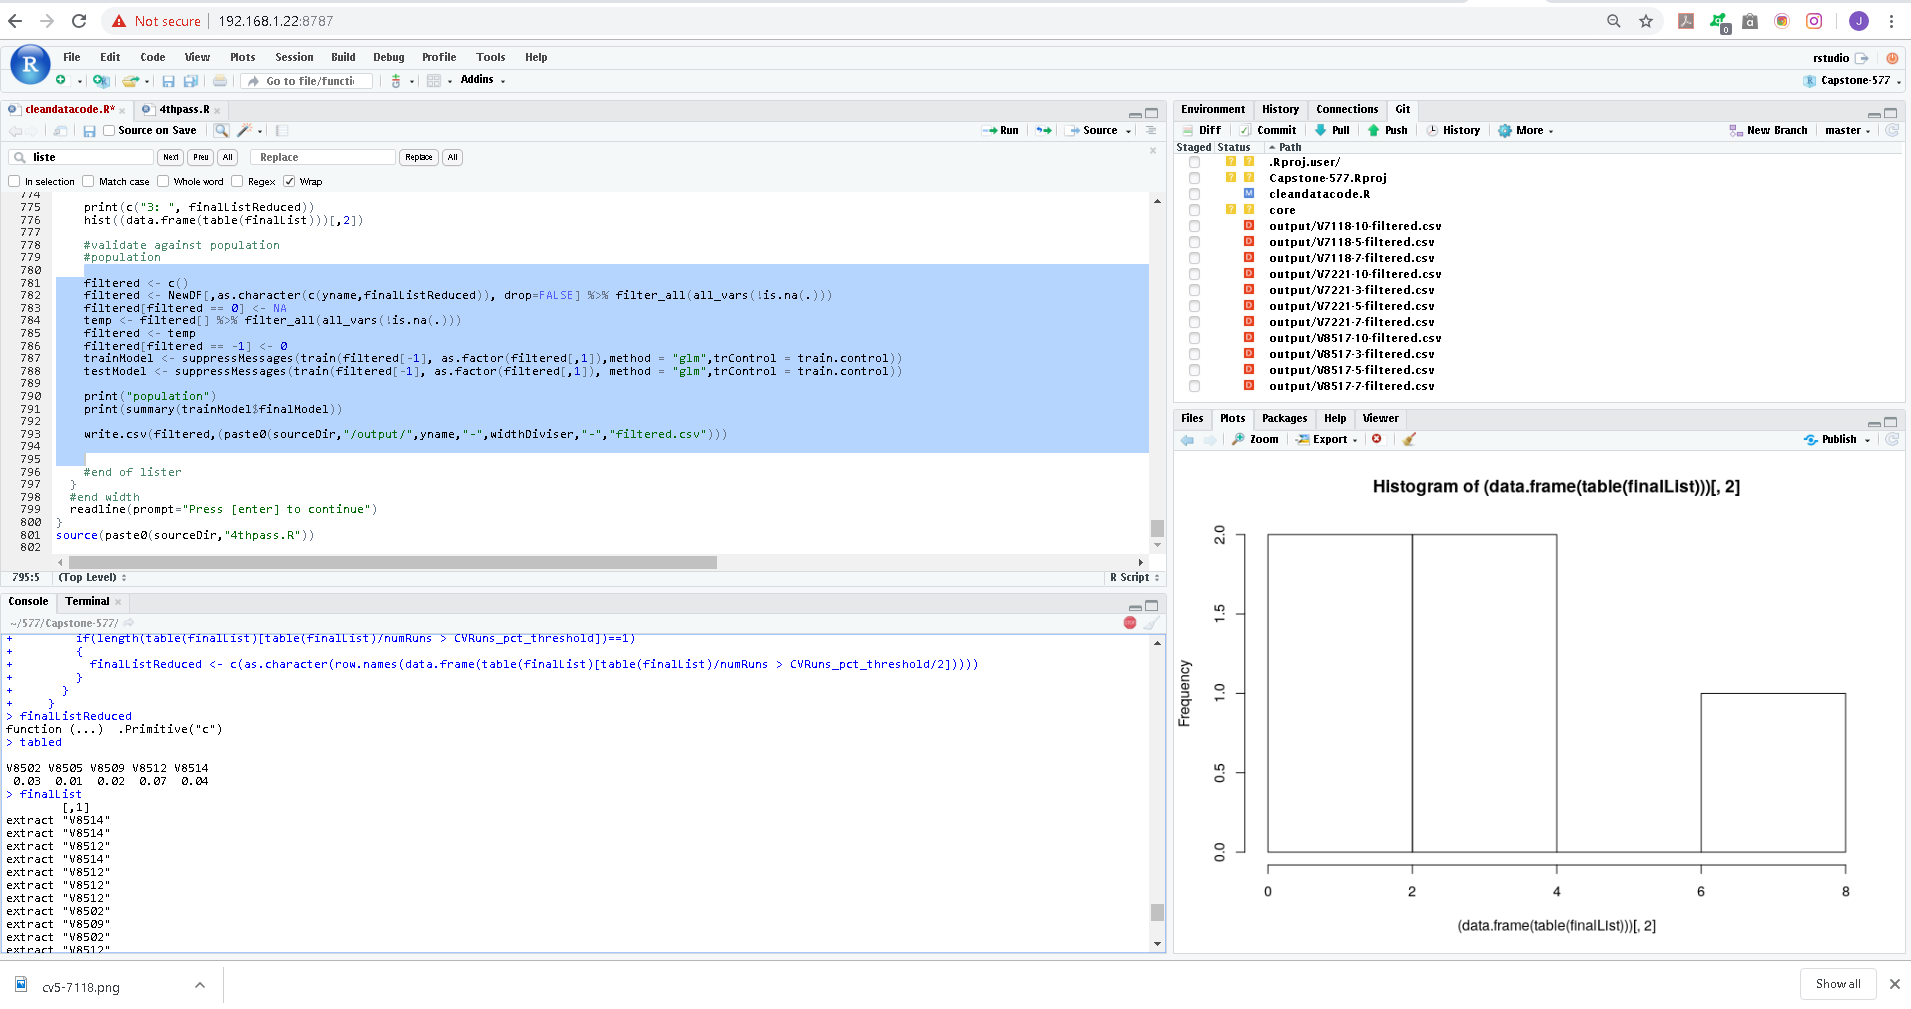 Not secure 192.168.1.22:8787
0
J
R File Edit Code View Plots Session Build Debug Profile Tools Help
rstudio
Go to file/functi Addins
Capstone-577
cleandatacode.R* 4thpass.R
Source on Save Run Source
liste Next Prev All Replace Replace All
In selection Match case Whole word Regex Wrap
774
775 print(c("3: ", finalListReduced))
776 hist((data.frame(table(finalList)))[,2])
777
778 #validate against population
779 #population
780
781 filtered <- c()
782 filtered <- NewDF[,as.character(c(yname,finalListReduced)), drop=FALSE] %>% filter_all(all_vars(!is.na(.)))
783 filtered[filtered == 0] <- NA
784 temp <- filtered[] %>% filter_all(all_vars(!is.na(.)))
785 filtered <- temp
786 filtered[filtered == -1] <- 0
787 trainModel <- suppressMessages(train(filtered[-1], as.factor(filtered[,1]),method = "glm",trControl = train.control))
788 testModel <- suppressMessages(train(filtered[-1], as.factor(filtered[,1]), method = "glm",trControl = train.control))
789
790 print("population")
791 print(summary(trainModel$finalModel))
792
793 write.csv(filtered,(paste0(sourceDir,"/output/",yname,"-",widthDiviser,"-","filtered.csv")))
794
795
796 #end of lister
797 }
798 #end width
799 readline(prompt="Press [enter] to continue")
800 }
801 source(paste0(sourceDir,"4thpass.R"))
802
795:5 (Top Level) R Script
Console Terminal
~/577/Capstone-577/
+ if(length(table(finalList)[table(finalList)/numRuns > CVRuns_pct_threshold])==1)
+ {
+ finalListReduced <- c(as.character(row.names(data.frame(table(finalList)[table(finalList)/numRuns > CVRuns_pct_threshold/2]))))
+ }
+ }
+ }
> finalListReduced
function (...) .Primitive("c")
> tabled
V8502 V8505 V8509 V8512 V8514
0.03 0.01 0.02 0.07 0.04
> finalList
[,1]
extract "V8514"
extract "V8514"
extract "V8512"
extract "V8514"
extract "V8512"
extract "V8512"
extract "V8512"
extract "V8502"
extract "V8509"
extract "V8502"
extract "V8512"
Environment History Connections Git
Diff Commit Pull Push History More New Branch master
Staged Status Path
? ? .Rproj.user/
? ? Capstone-577.Rproj
M cleandatacode.R
? ? core
D output/V7118-10-filtered.csv
D output/V7118-5-filtered.csv
D output/V7118-7-filtered.csv
D output/V7221-10-filtered.csv
D output/V7221-3-filtered.csv
D output/V7221-5-filtered.csv
D output/V7221-7-filtered.csv
D output/V8517-10-filtered.csv
D output/V8517-3-filtered.csv
D output/V8517-5-filtered.csv
D output/V8517-7-filtered.csv
Files Plots Packages Help Viewer
Zoom Export Publish
Histogram of (data.frame(table(finalList)))[, 2]
Frequency
2.0
1.5
1.0
0.5
0.0
0 2 4 6 8
(data.frame(table(finalList)))[, 2]
cv5-7118.png
Show all